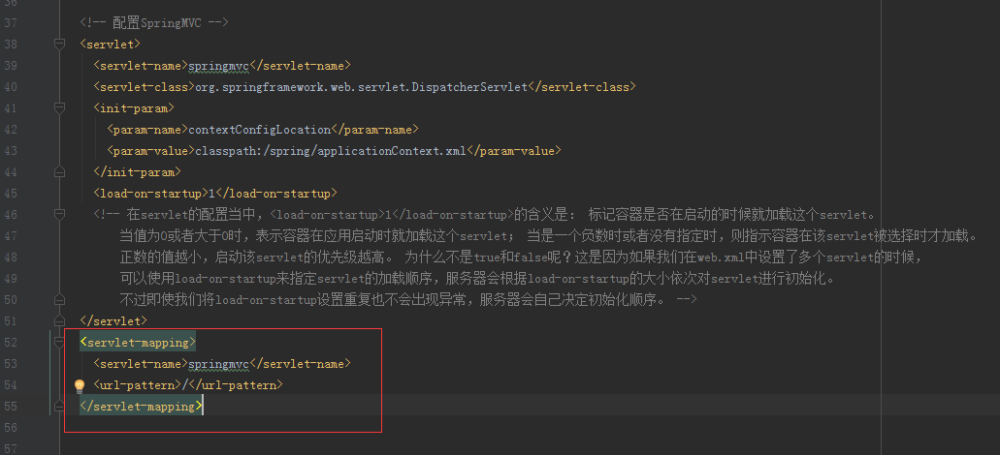 36
37 <!-- 配置SpringMVC -->
38 <servlet>
39 <servlet-name>springmvc</servlet-name>
40 <servlet-class>org.springframework.web.servlet.DispatcherServlet</servlet-class>
41 <init-param>
42 <param-name>contextConfigLocation</param-name>
43 <param-value>classpath:/spring/applicationContext.xml</param-value>
44 </init-param>
45 <load-on-startup>1</load-on-startup>
46 <!-- 在servlet的配置当中，<load-on-startup>1</load-on-startup>的含义是： 标记容器是否在启动的时候就加载这个servlet。
47 当值为0或者大于0时，表示容器在应用启动时就加载这个servlet； 当是一个负数时或者没有指定时，则指示容器在该servlet被选择时才加载。
48 正数的值越小，启动该servlet的优先级越高。 为什么不是true和false呢？这是因为如果我们在web.xml中设置了多个servlet的时候，
49 可以使用load-on-startup来指定servlet的加载顺序，服务器会根据load-on-startup的大小依次对servlet进行初始化。
50 不过即使我们将load-on-startup设置重复也不会出现异常，服务器会自己决定初始化顺序。 -->
51 </servlet>
52 <servlet-mapping>
53 <servlet-name>springmvc</servlet-name>
54 <url-pattern>/</url-pattern>
55 </servlet-mapping>
56
57